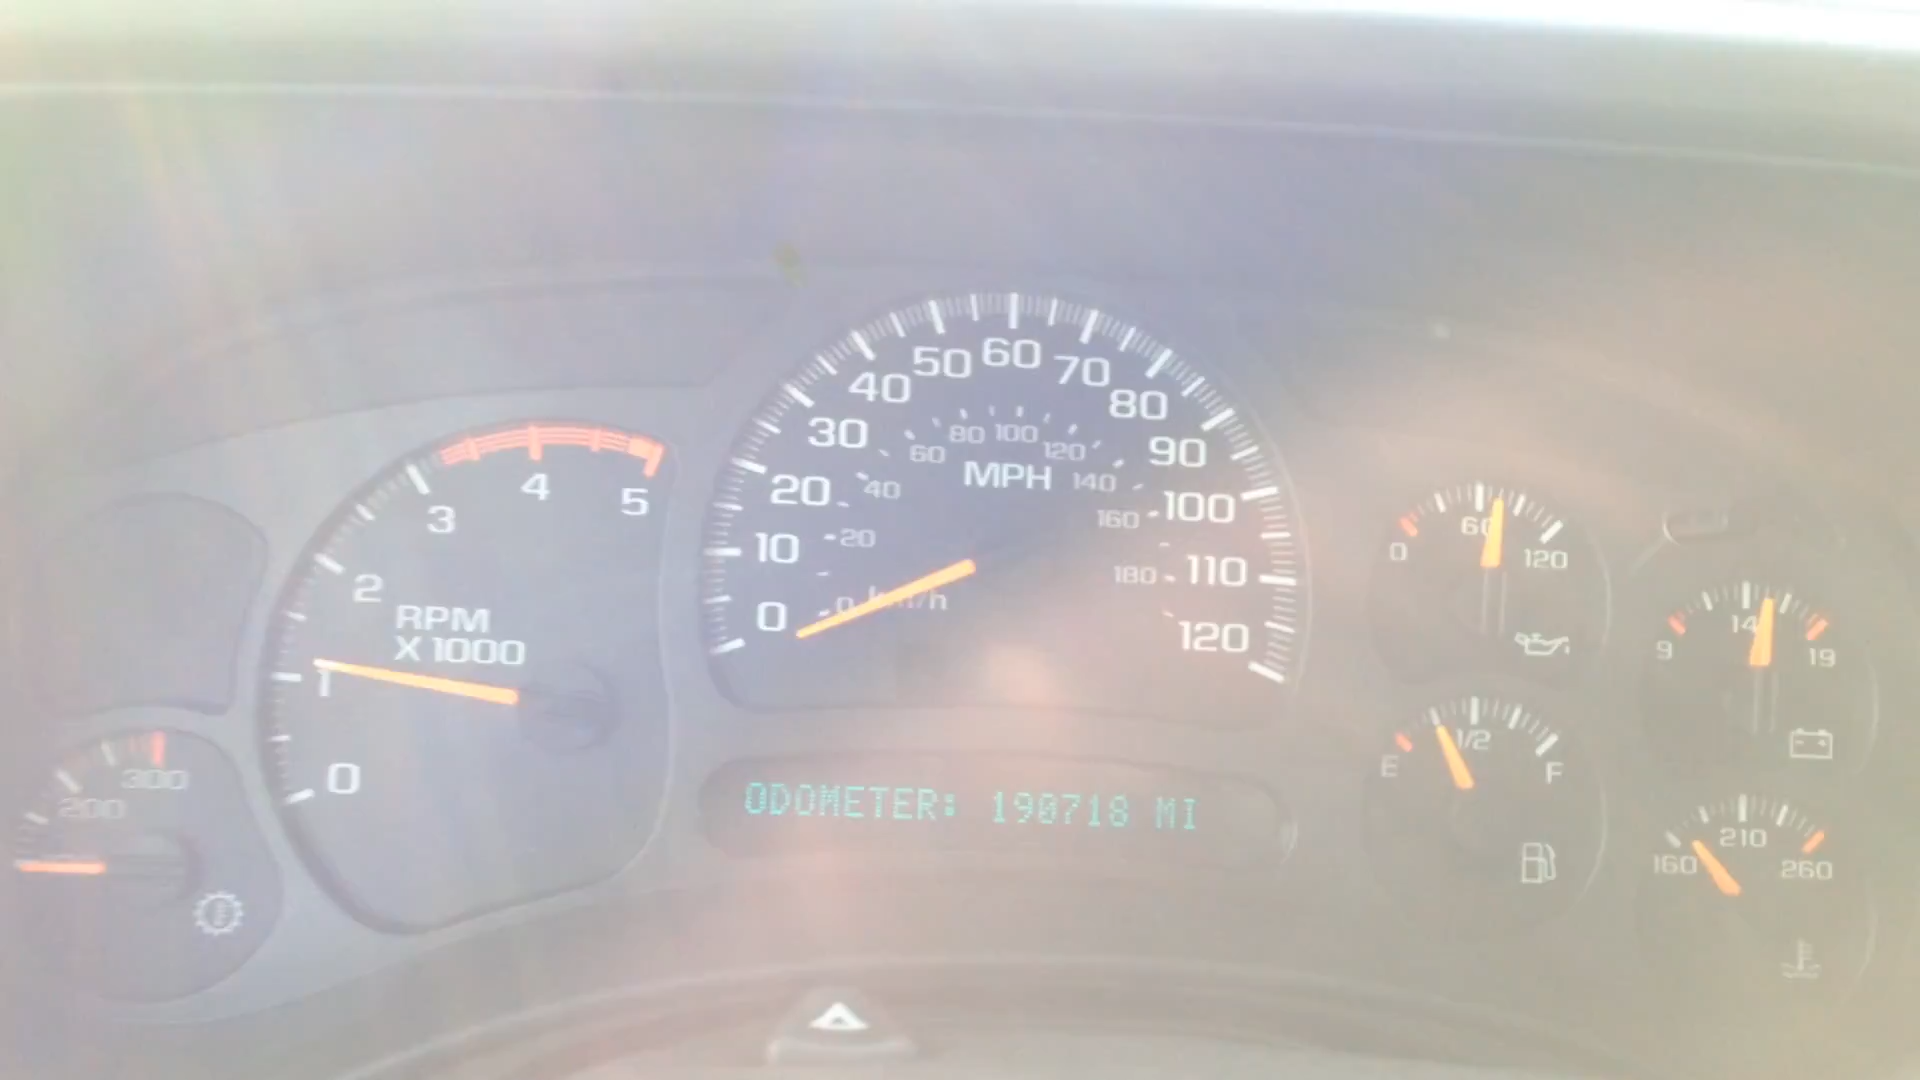 50 60 70
40 80
30 90
60 80 100 120
MPH 140
20 40 160 100
10 20 180 110
0 0 km/h 120
3 4 5
2
RPM
X 1000
1
0
300
200
ODOMETER: 190718 MI
0 60 120
9 14 19
E 1/2 F
160 210 260